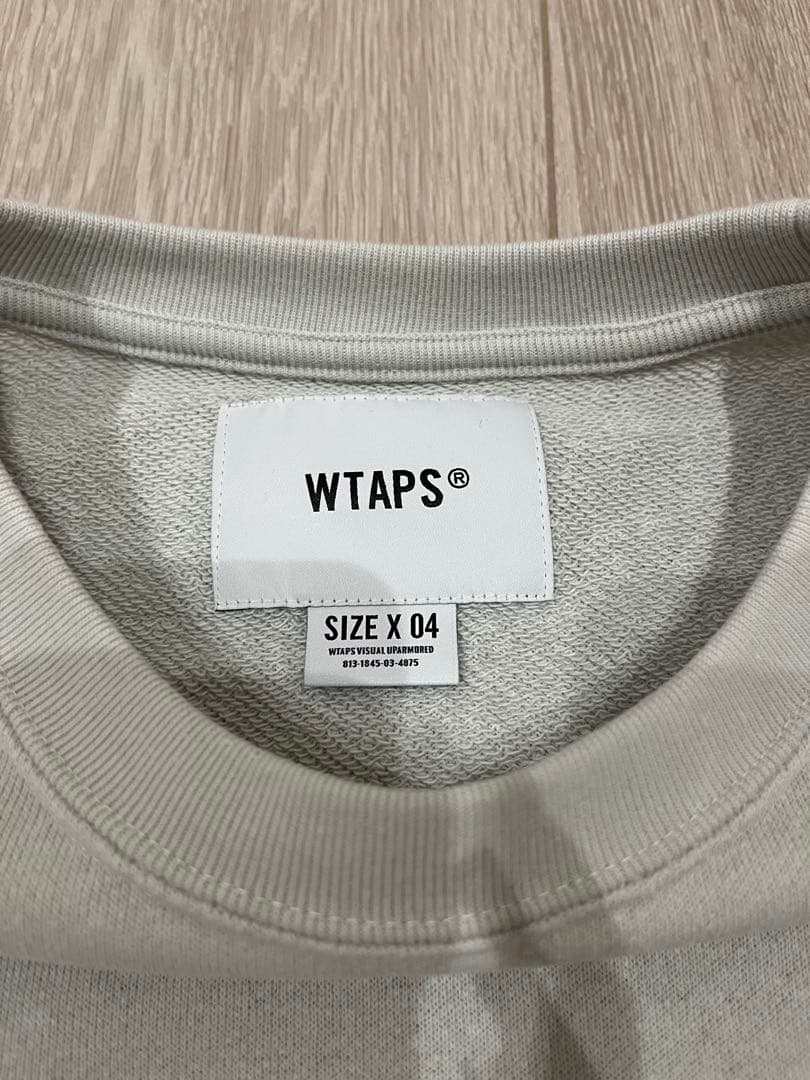 WTAPS®
SIZE X 04
WTAPS VISUAL UPARMORED
813-1845-03-4875